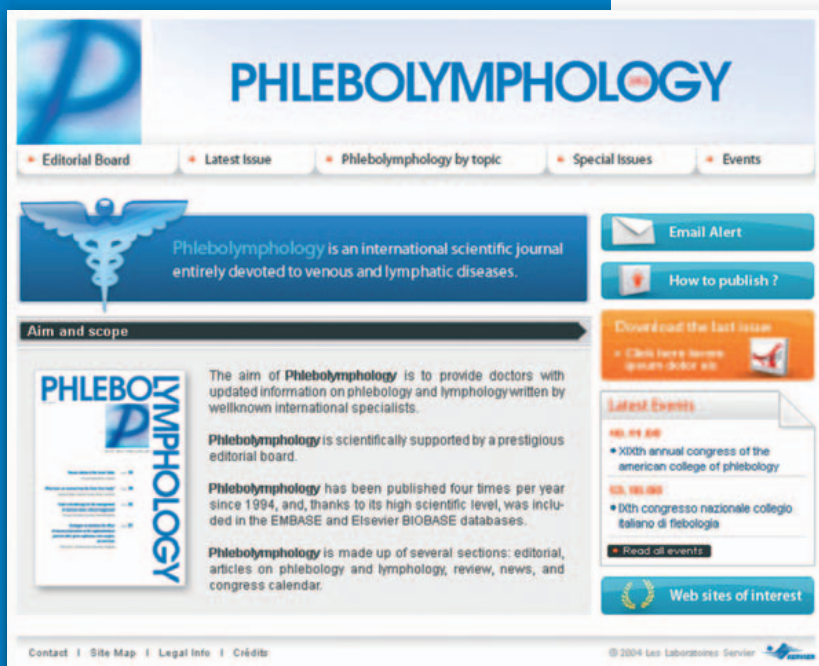 PHLEBOLYMPHOLOGY
Editorial Board
Latest Issue
Phlebolymphology by topic
Special Issues
Events
Phlebolymphology is an international scientific journal
entirely devoted to venous and lymphatic diseases.
Email Alert
How to publish ?
Download the last issue
Click here lorem
ipsum dolor sic
Aim and scope
PHLEBOLYMPHOLOGY
The aim of Phlebolymphology is to provide doctors with
updated information on phlebology and lymphology written by
wellknown international specialists.
Phlebolymphology is scientifically supported by a prestigious
editorial board.
Phlebolymphology has been published four times per year
since 1994, and, thanks to its high scientific level, was inclu-
ded in the EMBASE and Elsevier BIOBASE databases.
Phlebolymphology is made up of several sections: editorial,
articles on phlebology and lymphology, review, news, and
congress calendar.
Latest Events
XIXth annual congress of the
american college of phlebology
IXth congresso nazionale collegio
italiano di flebologia
Read all events
Web sites of interest
Contact I Site Map I Legal Info I Crédits
© 2004 Les Laboratoires Servier
SERVIER